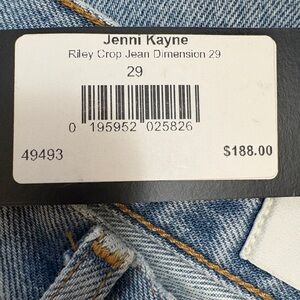 Jenni Kayne
Riley Crop Jean Dimension 29
29
0 195952 025826
49493 $188.00